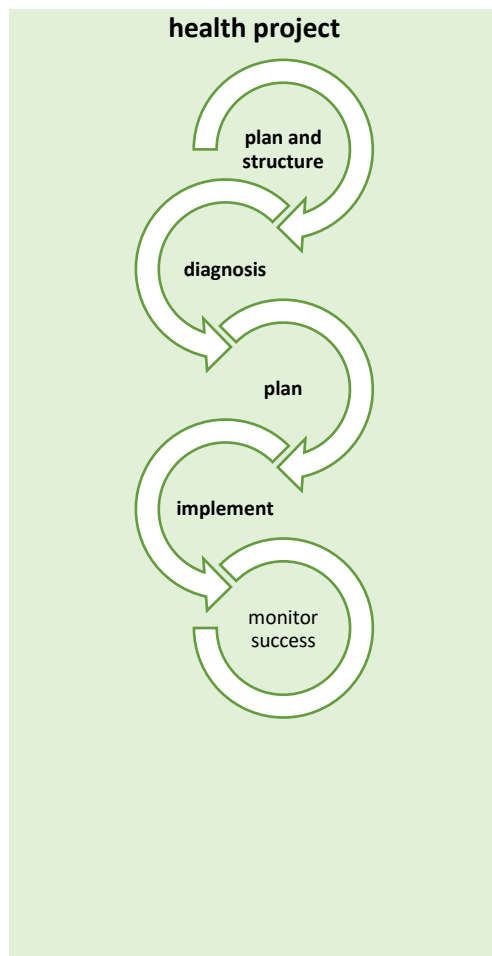 health project
plan and
structure
diagnosis
plan
implement
monitor
success